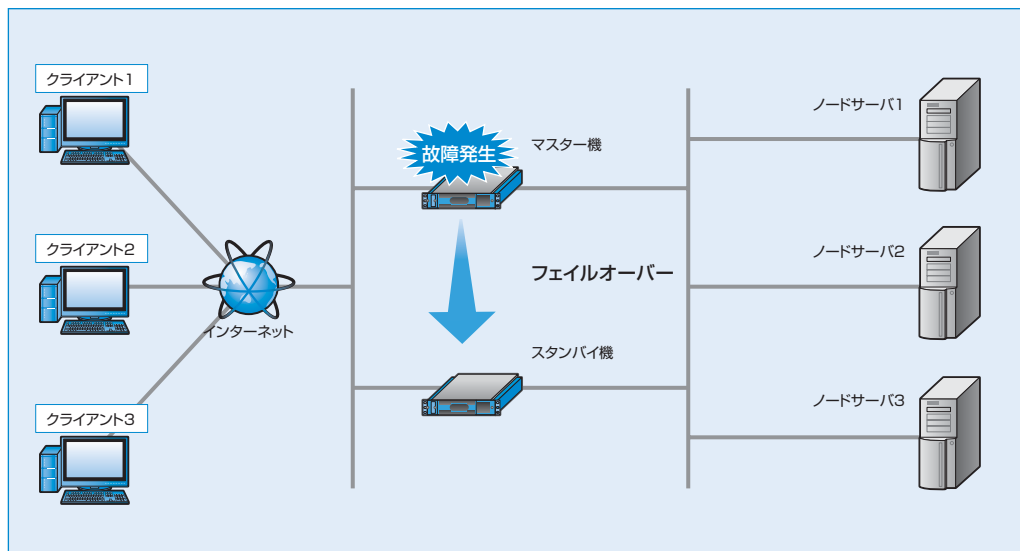 クライアント1
クライアント2
クライアント3
インターネット
故障発生
マスター機
フェイルオーバー
スタンバイ機
ノードサーバ1
ノードサーバ2
ノードサーバ3